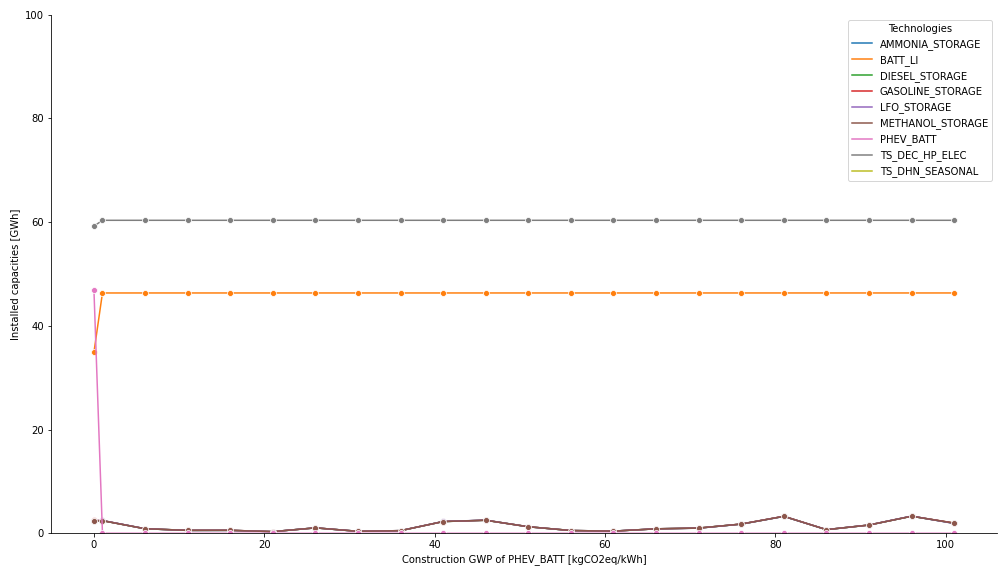 Technologies
AMMONIA_STORAGE
BATT_LI
DIESEL_STORAGE
GASOLINE_STORAGE
LFO_STORAGE
METHANOL_STORAGE
PHEV_BATT
TS_DEC_HP_ELEC
TS_DHN_SEASONAL
Installed capacities [GWh]
100
80
60
40
20
0
0 20 40 60 80 100
Construction GWP of PHEV_BATT [kgCO2eq/kWh]